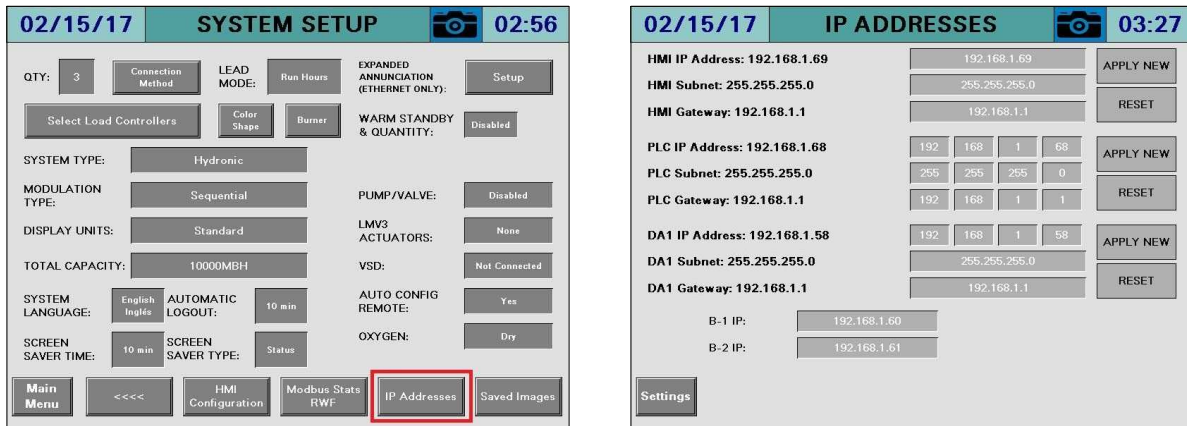 02/15/17 SYSTEM SETUP 02:56
QTY: 3 Connection Method LEAD MODE: Run Hours EXPANDED ANNUNCIATION (ETHERNET ONLY): Setup
Select Load Controllers Color Shape Burner WARM STANDBY & QUANTITY: Disabled
SYSTEM TYPE: Hydronic
MODULATION TYPE: Sequential PUMP/VALVE: Disabled
DISPLAY UNITS: Standard LMV3 ACTUATORS: None
TOTAL CAPACITY: 10000MBH VSD: Not Connected
SYSTEM LANGUAGE: English Inglés AUTOMATIC LOGOUT: 10 min AUTO CONFIG REMOTE: Yes
SCREEN SAVER TIME: 10 min SCREEN SAVER TYPE: Status OXYGEN: Dry
Main Menu <<<< HMI Configuration Modbus Stats RWF IP Addresses Saved Images
02/15/17 IP ADDRESSES 03:27
HMI IP Address: 192.168.1.69 192.168.1.69 APPLY NEW
HMI Subnet: 255.255.255.0 255.255.255.0
HMI Gateway: 192.168.1.1 192.168.1.1 RESET
PLC IP Address: 192.168.1.68 192 168 1 68 APPLY NEW
PLC Subnet: 255.255.255.0 255 255 255 0
PLC Gateway: 192.168.1.1 192 168 1 1 RESET
DA1 IP Address: 192.168.1.58 192 168 1 58 APPLY NEW
DA1 Subnet: 255.255.255.0 255.255.255.0
DA1 Gateway: 192.168.1.1 192.168.1.1 RESET
B-1 IP: 192.168.1.60
B-2 IP: 192.168.1.61
Settings